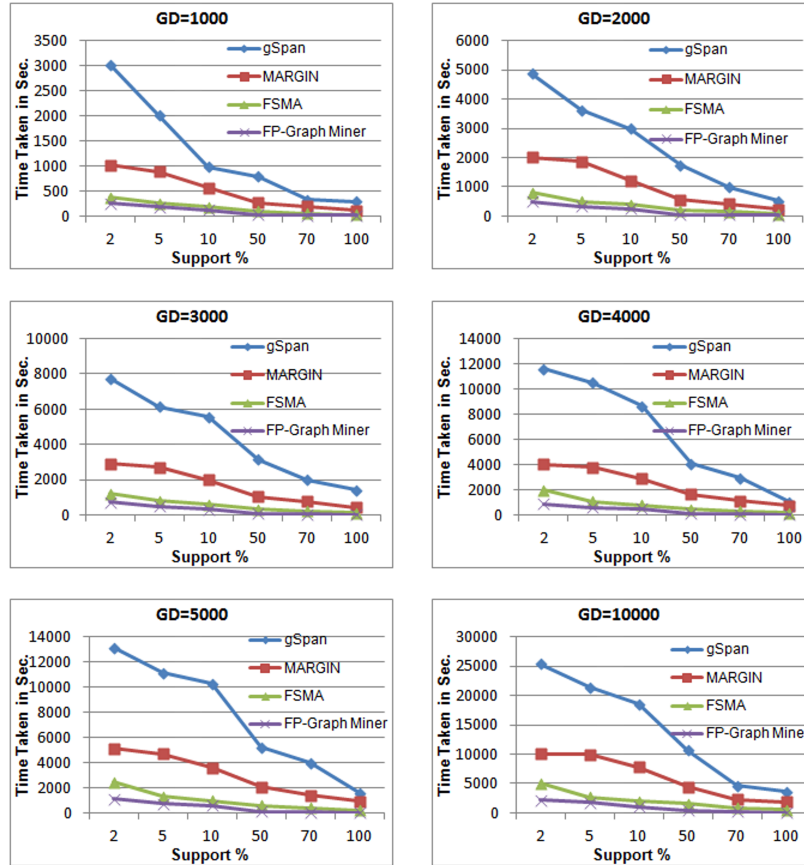 GD=1000
Time Taken in Sec.
3500
3000
2500
2000
1500
1000
500
0
gSpan
MARGIN
FSMA
FP-Graph Miner
2 5 10 50 70 100
Support %
GD=2000
Time Taken in Sec.
6000
5000
4000
3000
2000
1000
0
gSpan
MARGIN
FSMA
FP-Graph Miner
2 5 10 50 70 100
Support %
GD=3000
Time Taken in Sec.
10000
8000
6000
4000
2000
0
gSpan
MARGIN
FSMA
FP-Graph Miner
2 5 10 50 70 100
Support %
GD=4000
Time Taken in Sec.
14000
12000
10000
8000
6000
4000
2000
0
gSpan
MARGIN
FSMA
FP-Graph Miner
2 5 10 50 70 100
Support %
GD=5000
Time Taken in Sec.
14000
12000
10000
8000
6000
4000
2000
0
gSpan
MARGIN
FSMA
FP-Graph Miner
2 5 10 50 70 100
Support %
GD=10000
Time Taken in Sec.
30000
25000
20000
15000
10000
5000
0
gSpan
MARGIN
FSMA
FP-Graph Miner
2 5 10 50 70 100
Support %